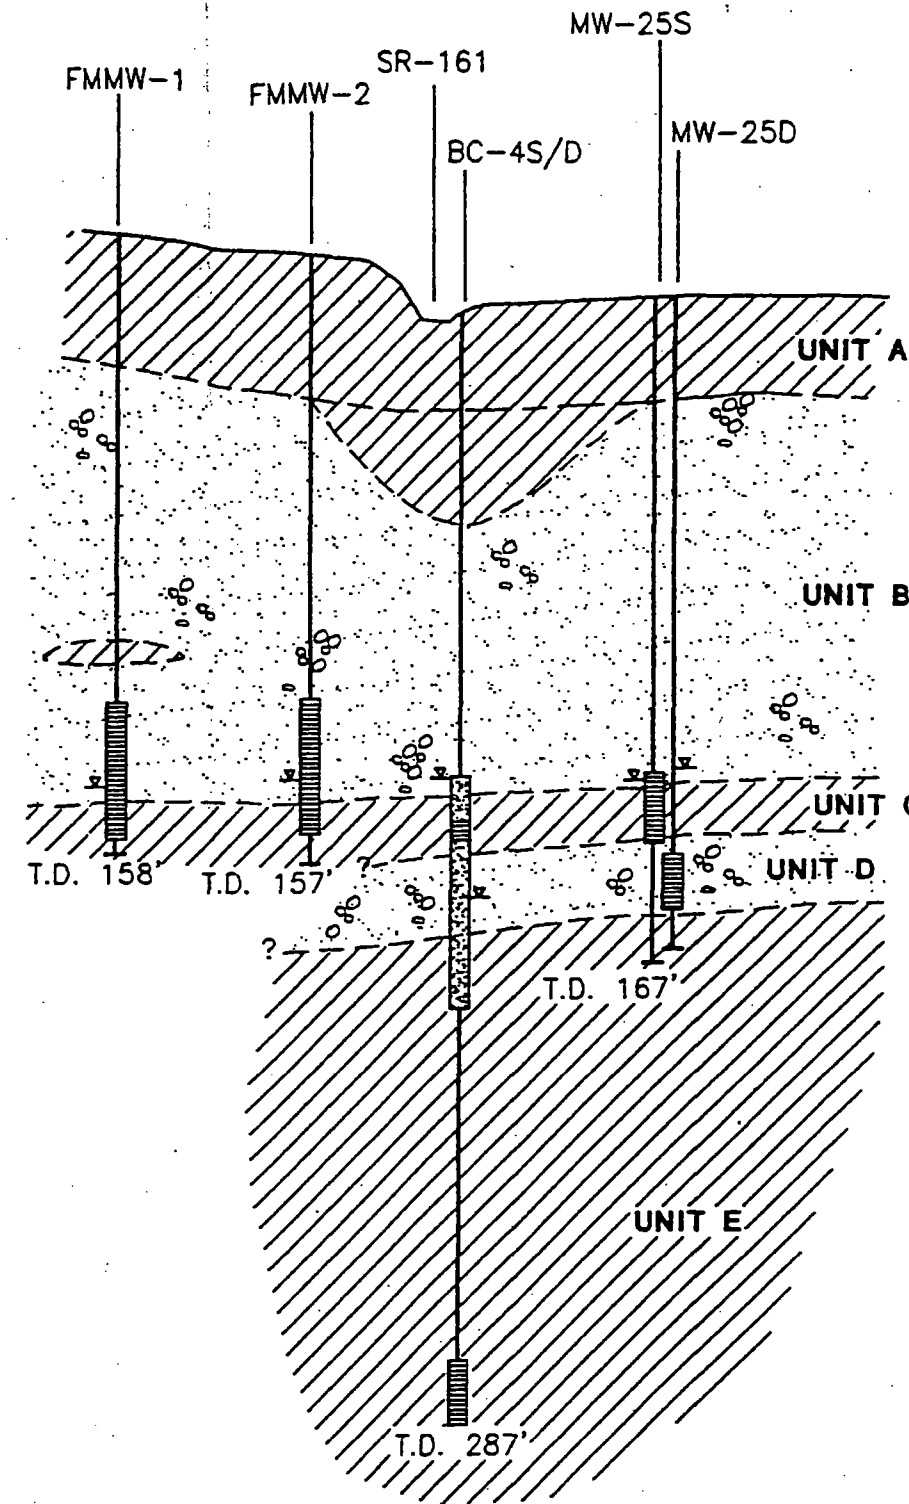 MW-25S
SR-161
FMMW-1
FMMW-2
MW-25D
BC-4S/D
UNIT A
UNIT B
UNIT C
?
UNIT D
T.D. 158'
T.D. 157'
?
T.D. 167'
UNIT E
T.D. 287'